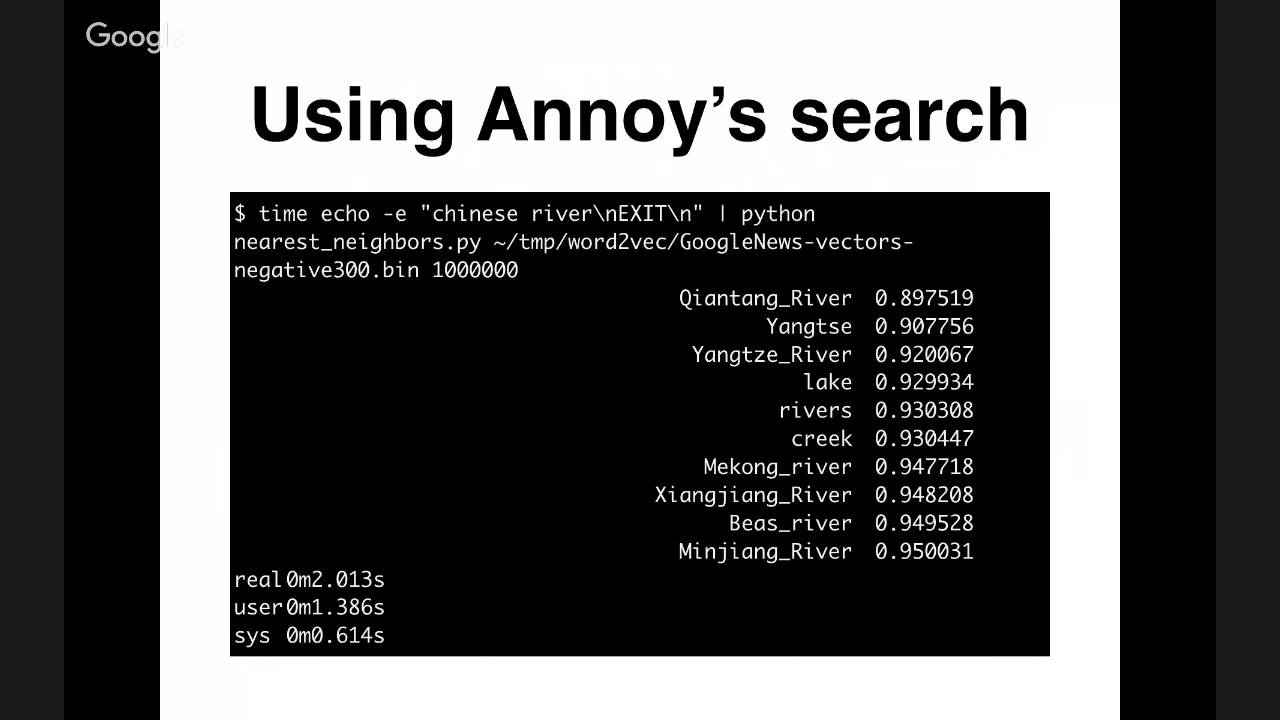 Google
Using Annoy's search
$ time echo -e "chinese river\nEXIT\n" | python
nearest_neighbors.py ~/tmp/word2vec/GoogleNews-vectors-
negative300.bin 1000000
Qiantang_River 0.897519
Yangtse 0.907756
Yangtze_River 0.920067
lake 0.929934
rivers 0.930308
creek 0.930447
Mekong_river 0.947718
Xiangjiang_River 0.948208
Beas_river 0.949528
Minjiang_River 0.950031
real 0m2.013s
user 0m1.386s
sys 0m0.614s